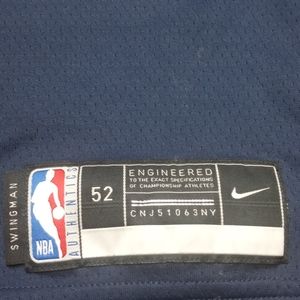 SWINGMAN
NBA
AUTHENTICS
52
ENGINEERED
TO THE EXACT SPECIFICATIONS
OF CHAMPIONSHIP ATHLETES
CNJ51063NY